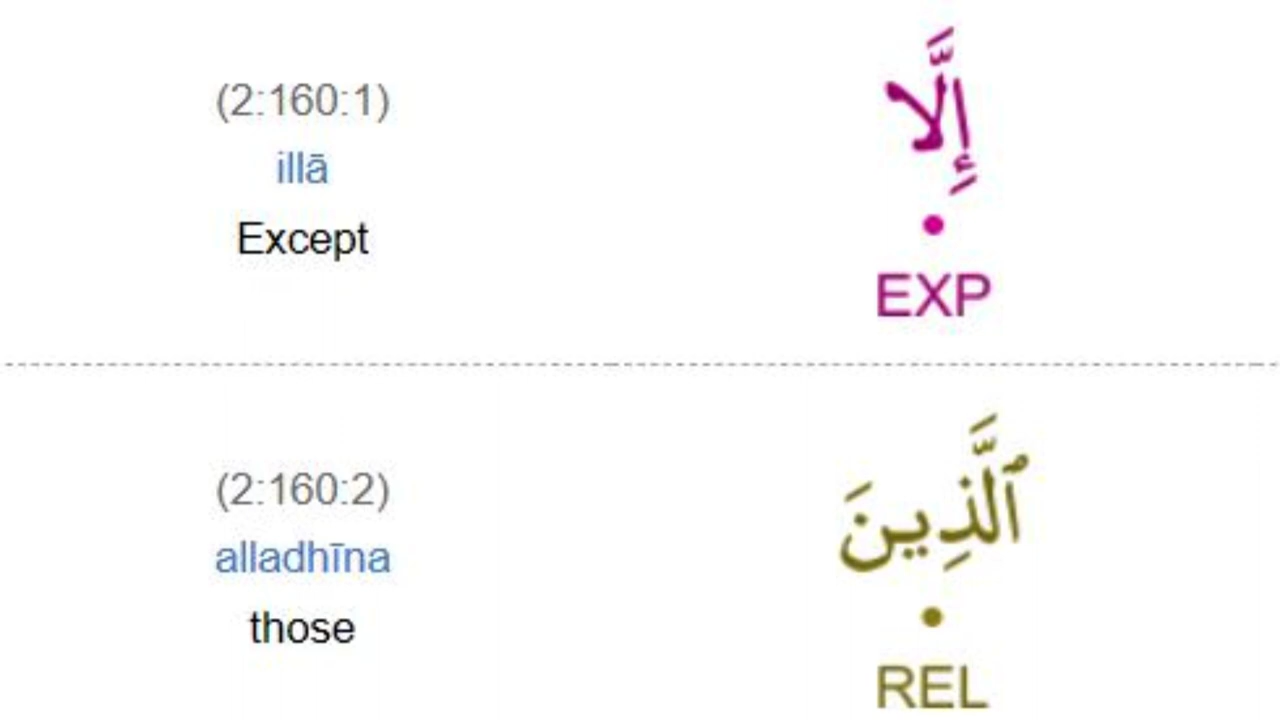 (2:160:1)
illā
Except
إِلَّا
EXP
(2:160:2)
alladhīna
those
ٱلَّذِينَ
REL